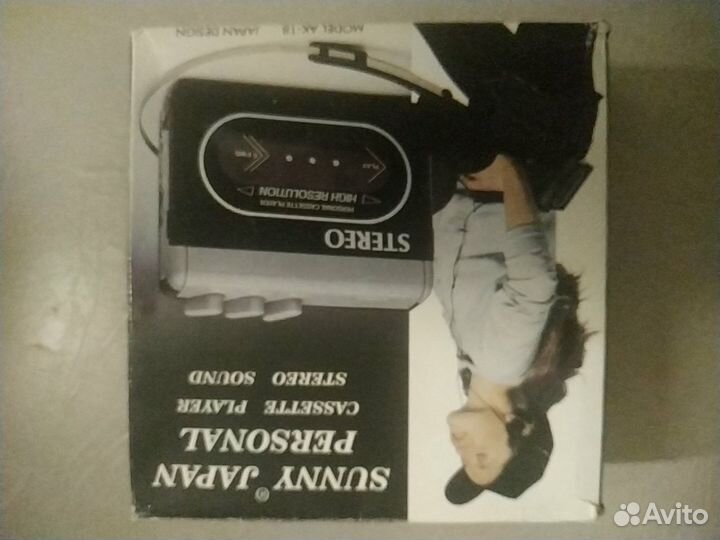 SUNNY® JAPAN
PERSONAL
CASSETTE PLAYER
STEREO SOUND
STEREO
PERSONAL CASSETTE PLAYER
HIGH RESOLUTION
PLAY
F.FWD
MODEL AK-18 JAPAN DESIGN
Avito